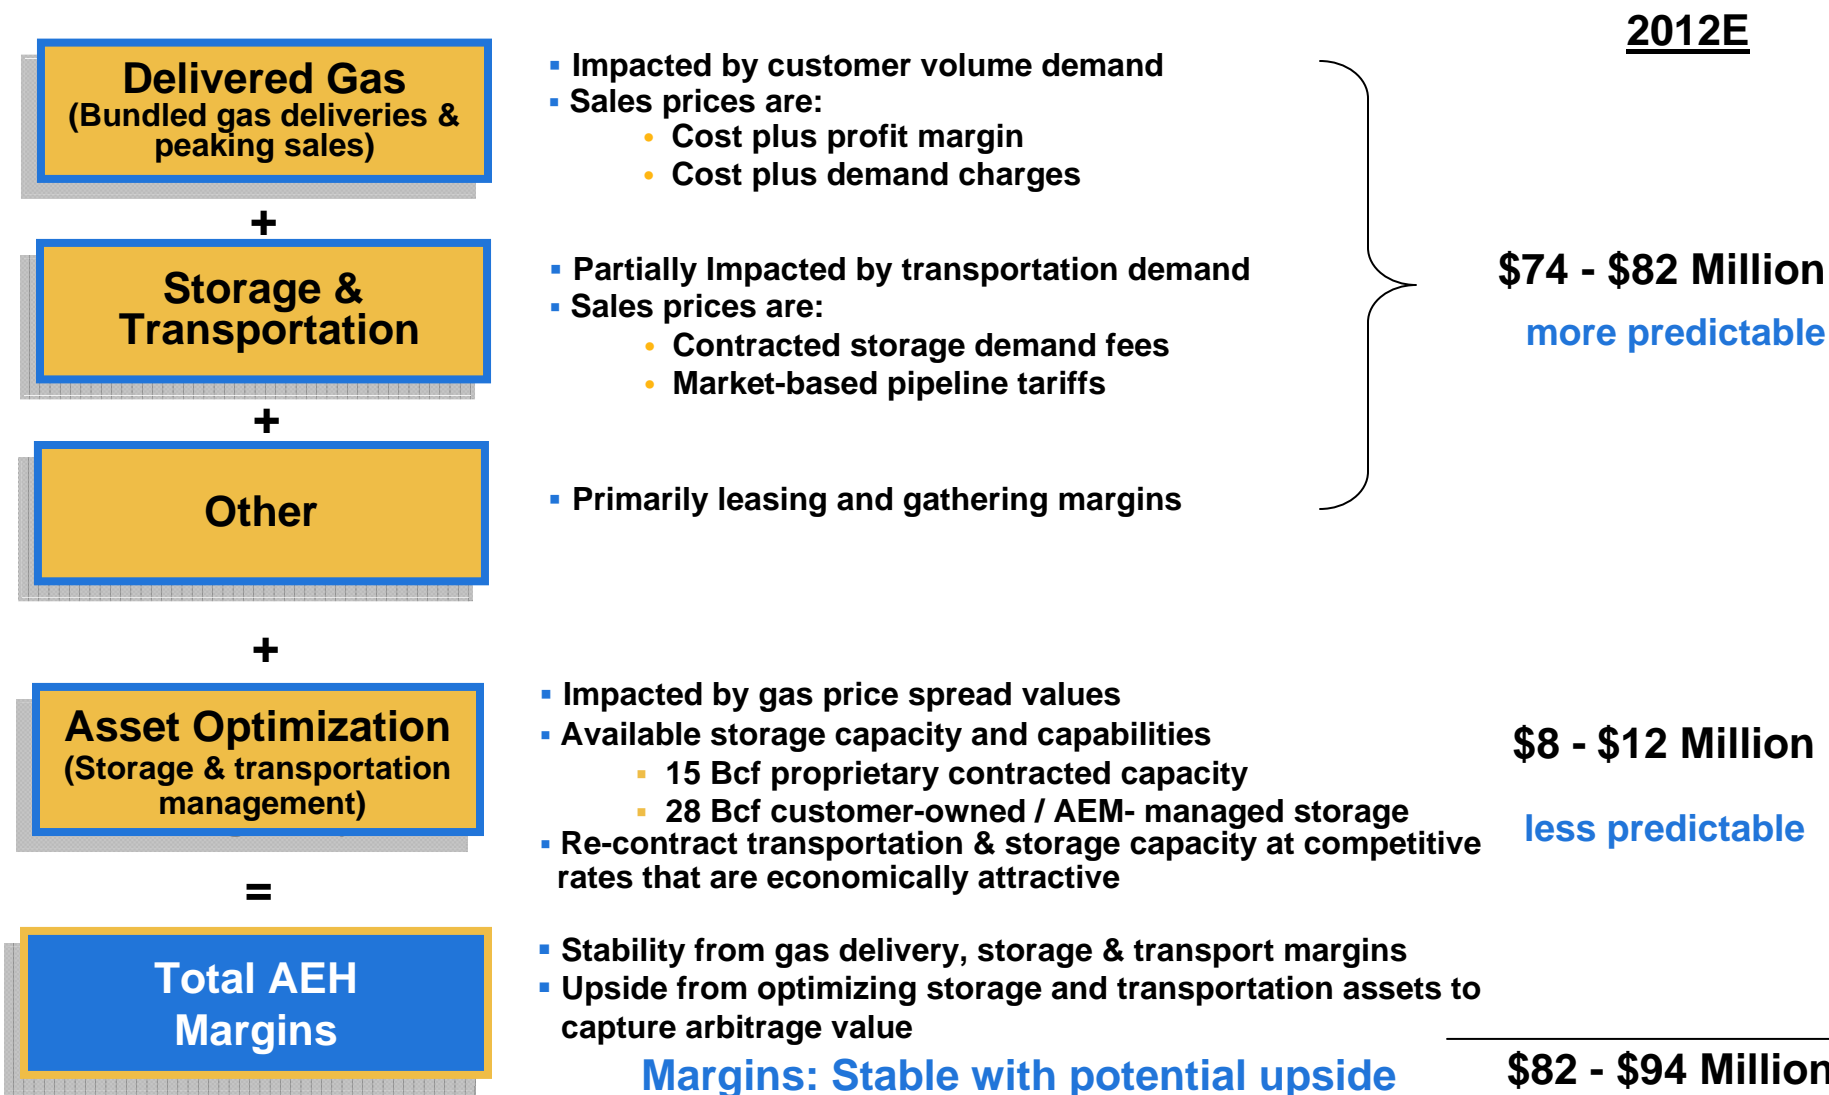 2012E
Delivered Gas
(Bundled gas deliveries &
peaking sales)
▪ Impacted by customer volume demand
▪ Sales prices are:
• Cost plus profit margin
• Cost plus demand charges
+
Storage &
Transportation
▪ Partially Impacted by transportation demand
▪ Sales prices are:
• Contracted storage demand fees
• Market-based pipeline tariffs
$74 - $82 Million
more predictable
+
Other
▪ Primarily leasing and gathering margins
+
Asset Optimization
(Storage & transportation
management)
▪ Impacted by gas price spread values
▪ Available storage capacity and capabilities
▪ 15 Bcf proprietary contracted capacity
▪ 28 Bcf customer-owned / AEM- managed storage
▪ Re-contract transportation & storage capacity at competitive
rates that are economically attractive
$8 - $12 Million
less predictable
=
Total AEH
Margins
▪ Stability from gas delivery, storage & transport margins
▪ Upside from optimizing storage and transportation assets to
capture arbitrage value
Margins: Stable with potential upside
$82 - $94 Million